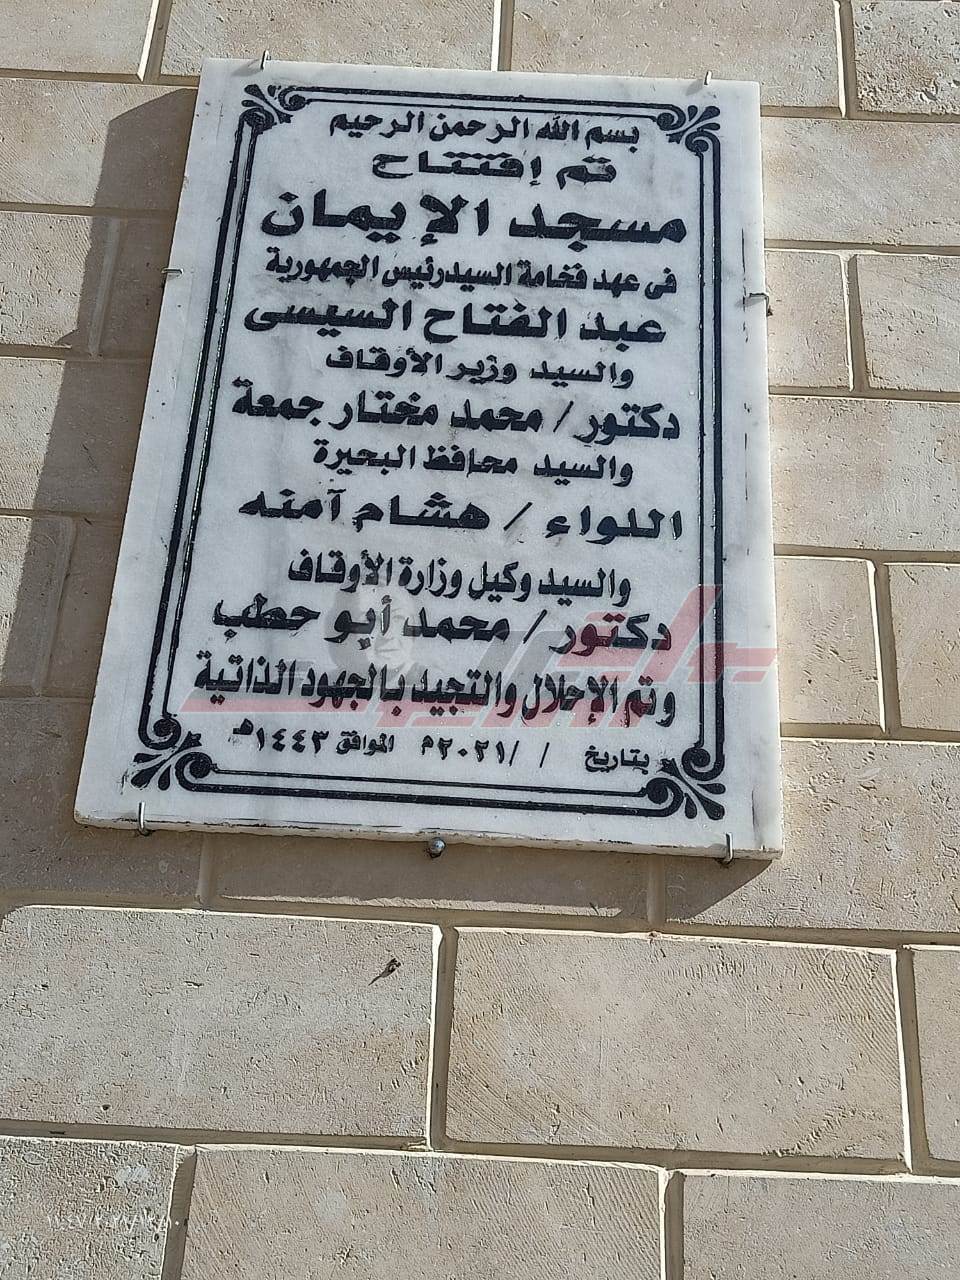 بسم الله الرحمن الرحيم
تم إفتتاح
مسجد الإيمان
فى عهد فخامة السيد رئيس الجمهورية
عبد الفتاح السيسى
والسيد وزير الأوقاف
دكتور / محمد مختار جمعة
والسيد محافظ البحيرة
اللواء / هشام آمنه
والسيد وكيل وزارة الأوقاف
دكتور / محمد أبو حطب
وتم الإحلال والتجيد بالجهود الذاتية
بتاريخ / /٢٠٢١م الموافق ١٤٤٣هـ